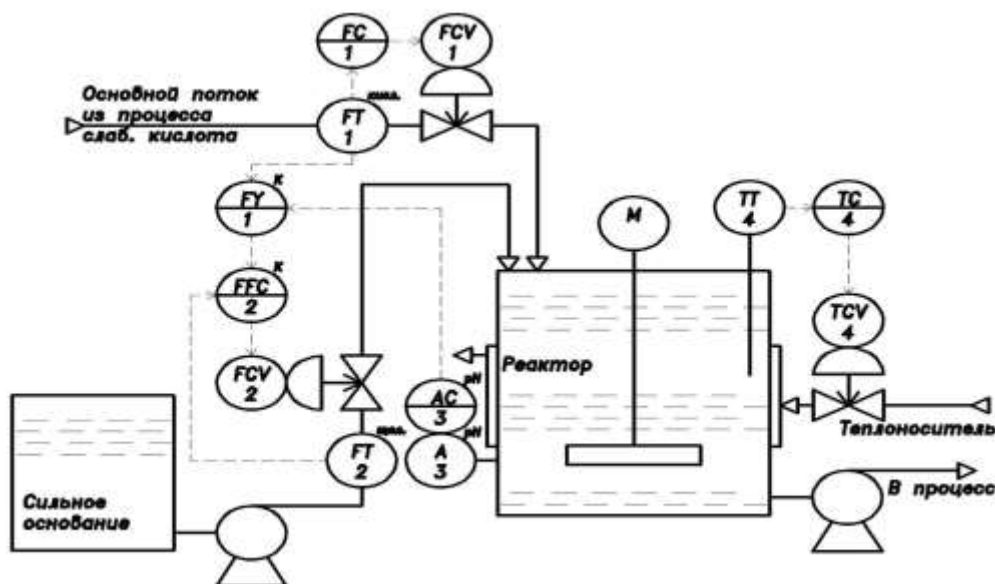 FC
1
FCV
1
Основной поток
из процесса
слаб. кислота
FT
1
К
FY
1
К
FFC
2
FCV
2
М
TT
4
TC
4
TCV
4
Реактор
pH
AC
3
pH
A
3
FT
2
Теплоноситель
Сильное
основание
В процесс